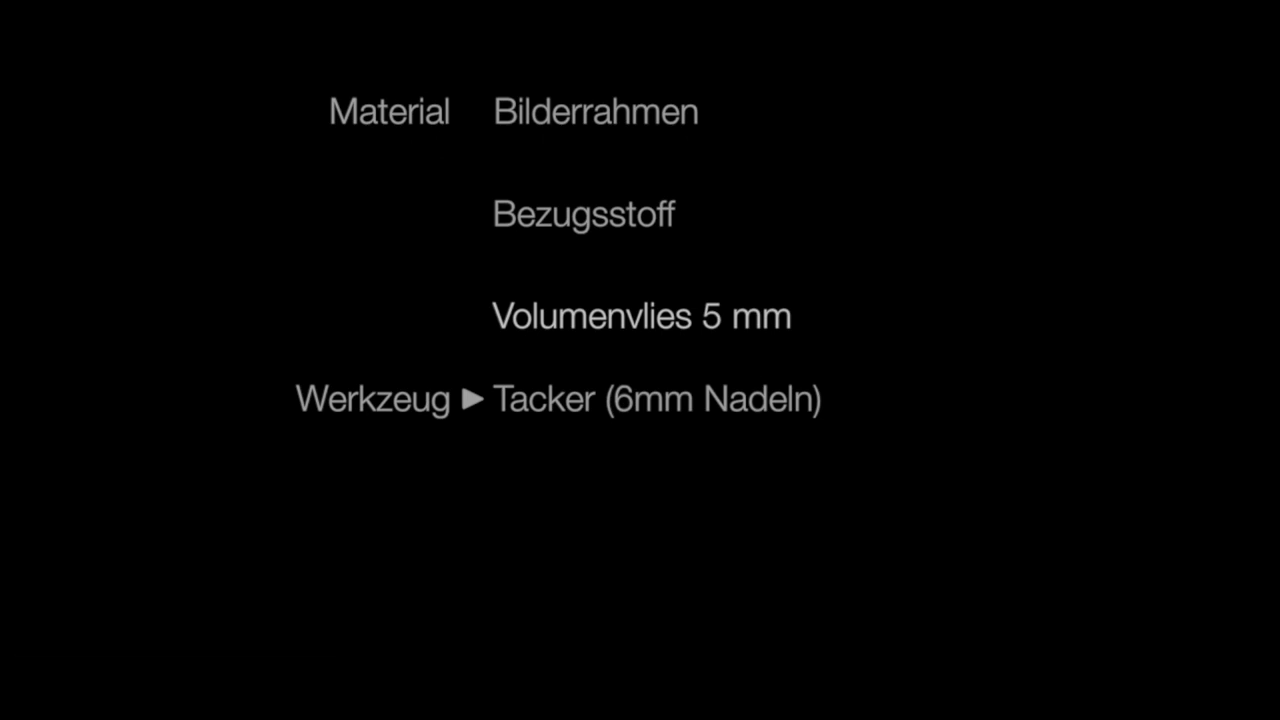 Material Bilderrahmen
Bezugsstoff
Volumenvlies 5 mm
Werkzeug ▶ Tacker (6mm Nadeln)